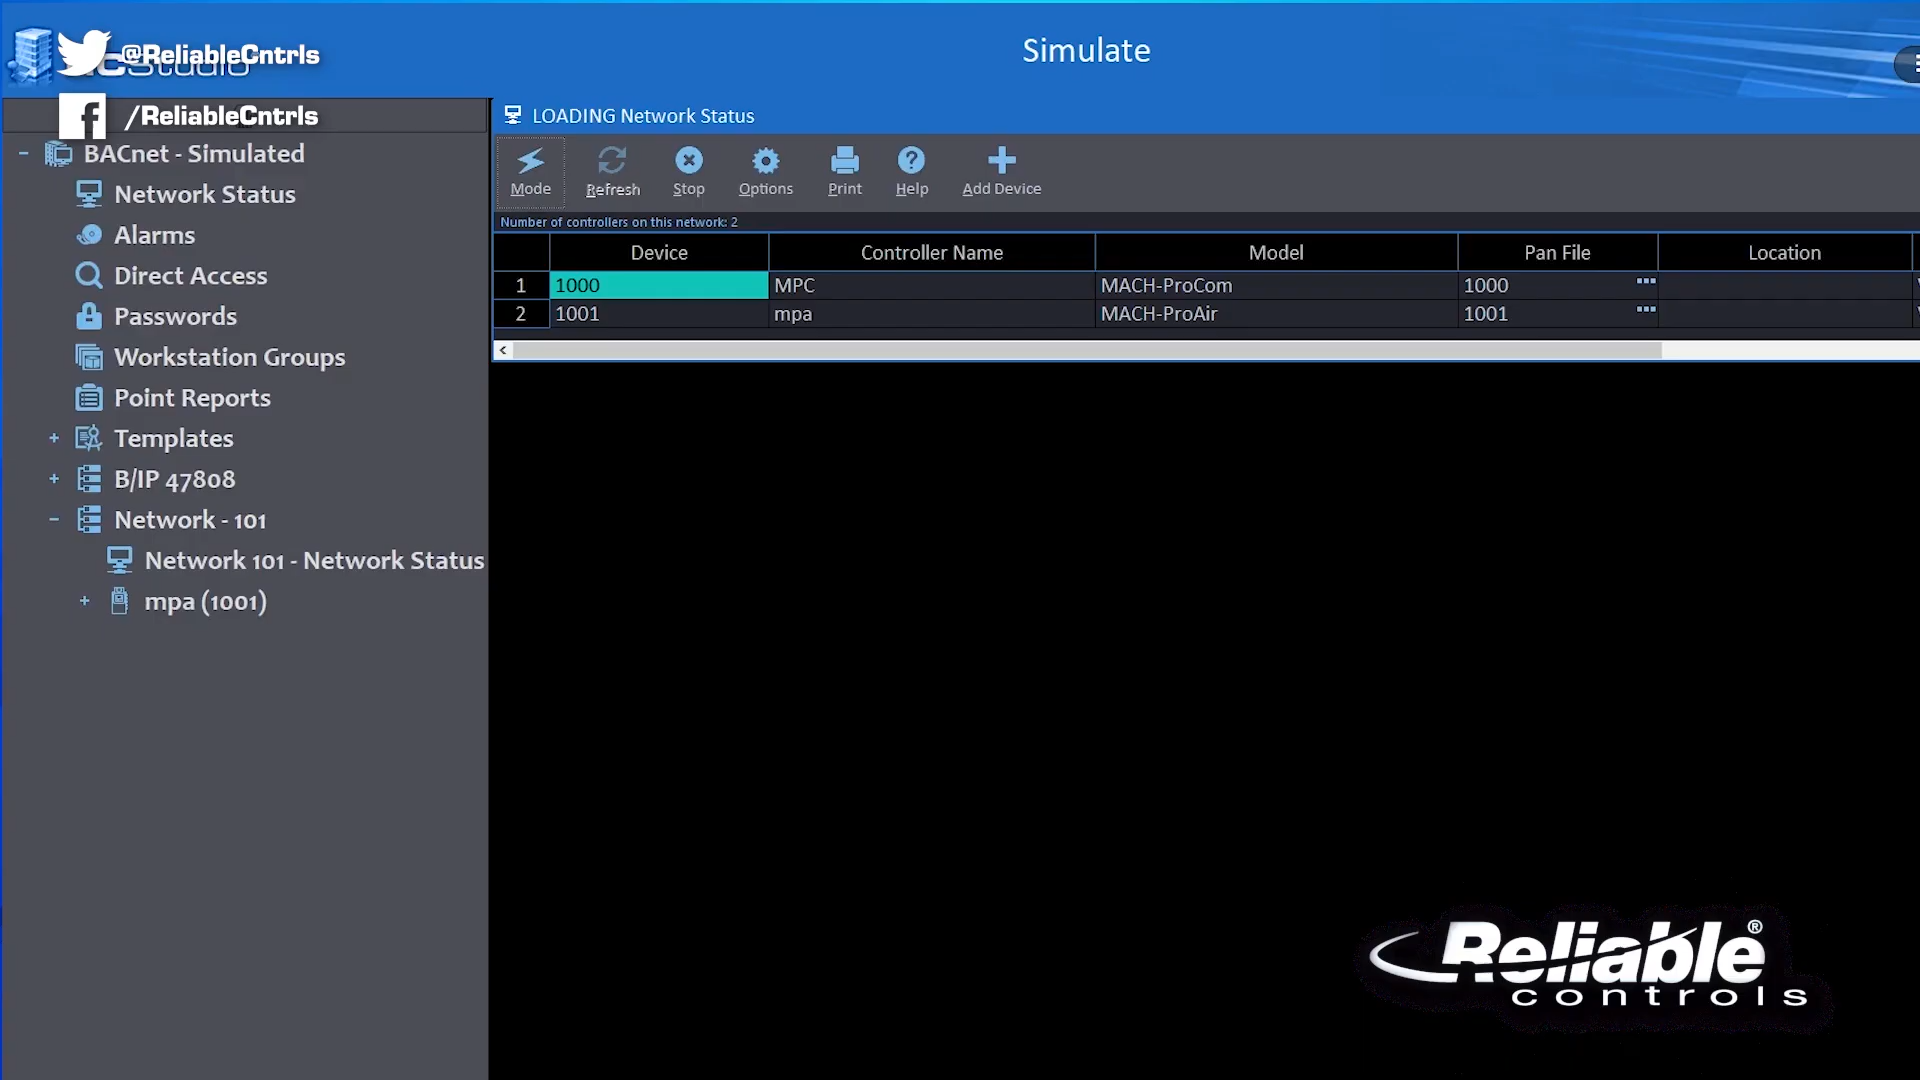 @ReliableCntrls
Studio
/ReliableCntrls
Simulate
LOADING Network Status
BACnet - Simulated
Network Status
Alarms
Direct Access
Passwords
Workstation Groups
Point Reports
Templates
B/IP 47808
Network - 101
Network 101 - Network Status
mpa (1001)
Mode Refresh Stop Options Print Help Add Device
Number of controllers on this network: 2
Device Controller Name Model Pan File Location
1 1000 MPC MACH-ProCom 1000
2 1001 mpa MACH-ProAir 1001
Reliable®
controls